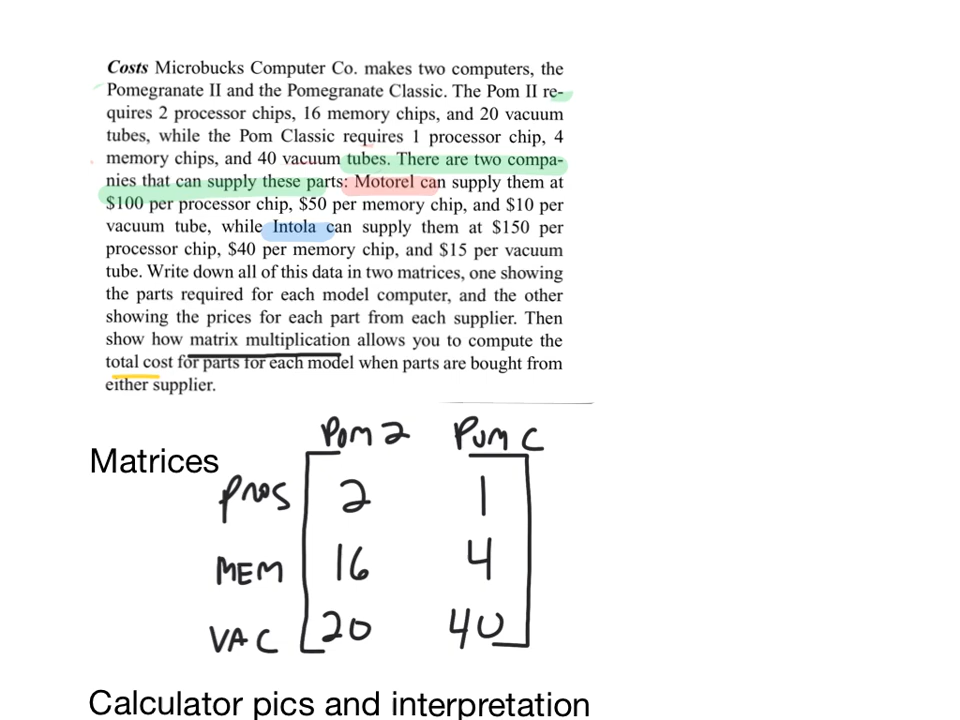 Costs Microbucks Computer Co. makes two computers, the
Pomegranate II and the Pomegranate Classic. The Pom II re-
quires 2 processor chips, 16 memory chips, and 20 vacuum
tubes, while the Pom Classic requires 1 processor chip, 4
memory chips, and 40 vacuum tubes. There are two compa-
nies that can supply these parts: Motorel can supply them at
$100 per processor chip, $50 per memory chip, and $10 per
vacuum tube, while Intola can supply them at $150 per
processor chip, $40 per memory chip, and $15 per vacuum
tube. Write down all of this data in two matrices, one showing
the parts required for each model computer, and the other
showing the prices for each part from each supplier. Then
show how matrix multiplication allows you to compute the
total cost for parts for each model when parts are bought from
either supplier.
Pom 2 Pum C
Matrices
Pros 2 1
MEM 16 4
VAC 20 40
Calculator pics and interpretation